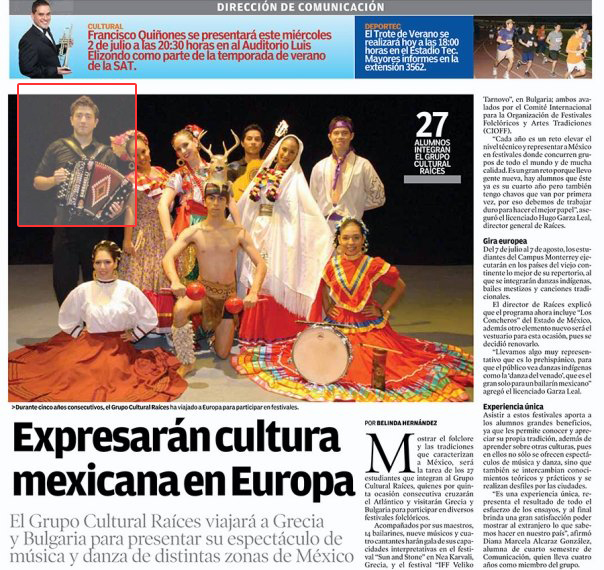 DIRECCIÓN DE COMUNICACIÓN
CULTURAL
Francisco Quiñones se presentará este miércoles
2 de julio a las 20:30 horas en al Auditorio Luis
Elizondo como parte de la temporada de verano
de la SAT.
DEPORTEC
El Trote de Verano se
realizará hoy a las 18:00
horas en el Estadio Tec.
Mayores informes en la
extensión 3562.
27
ALUMNOS
INTEGRAN
EL GRUPO
CULTURAL
RAÍCES
>Durante cinco años consecutivos, el Grupo Cultural Raíces ha viajado a Europa para participar en festivales.
Expresarán cultura
mexicana en Europa
El Grupo Cultural Raíces viajará a Grecia
y Bulgaria para presentar su espectáculo de
música y danza de distintas zonas de México
POR BELINDA HERNÁNDEZ
Mostrar el folclore
y las tradiciones
que caracterizan
a México, será
la tarea de los 27
estudiantes que integran al Grupo
Cultural Raíces, quienes por quinta
ocasión consecutiva cruzarán
el Atlántico y visitarán Grecia
y Bulgaria para participar en diversos
festivales folclóricos.
Acompañados por sus maestros,
14 bailarines, nueve músicos y cuatro
cantantes harán gala de sus capacidades
interpretativas en el festival
“Sun and Stone” en Nea Karvali,
Grecia, y el festival “IFF Veliko
Tarnovo”, en Bulgaria; ambos avalados
por el Comité Internacional
para la Organización de Festivales
Folclóricos y Artes Tradiciones
(CIOFF).
“Cada año es un reto elevar el
nivel técnico y representar a México
en festivales donde concurren grupos
de todo el mundo y de mucha
calidad. Es un gran reto porque llevo
gente nueva, hay alumnos que éste
ya es su cuarto año pero también
tengo chavos que van por primera
vez, por eso debemos de trabajar
duro para hacer el mejor papel”, aseguró
el licenciado Hugo Garza Leal,
director general de Raíces.
Gira europea
Del 7 de julio al 7 de agosto, los estudiantes
del Campus Monterrey ejecutarán
en los países del viejo continente
lo mejor de su repertorio, al
que se integrarán danzas indígenas,
bailes mestizos y canciones tradicionales.
El director de Raíces explicó
que el programa ahora incluye “Los
Concheros” del Estado de México,
además otro elemento nuevo será el
vestuario para esta ocasión, pues se
decidió renovarlo.
“Llevamos algo muy representativo
que es lo prehispánico, para
que el público vea danzas indígenas
como la ‘danza del venado’, que es el
gran solo para un bailarín mexicano”
agregó el licenciado Garza Leal.
Experiencia única
Asistir a estos festivales aporta a
los alumnos grandes beneficios,
ya que les permite conocer y apreciar
su propia tradición, además de
aprender sobre otras culturas, pues
en ellos no sólo se ofrecen espectáculos
de música y danza, sino que
también se intercambian conocimientos
teóricos y prácticos y se
realizan desfiles por las ciudades.
“Es una experiencia única, representa
el resultado de todo el
esfuerzo de los ensayos, y al final
brinda una gran satisfacción poder
mostrar al extranjero lo que sabemos
hacer en nuestro país”, afirmó
Diana Marcela Alcaraz González,
alumna de cuarto semestre de
Comunicación, quien lleva cuatro
años como miembro del grupo.